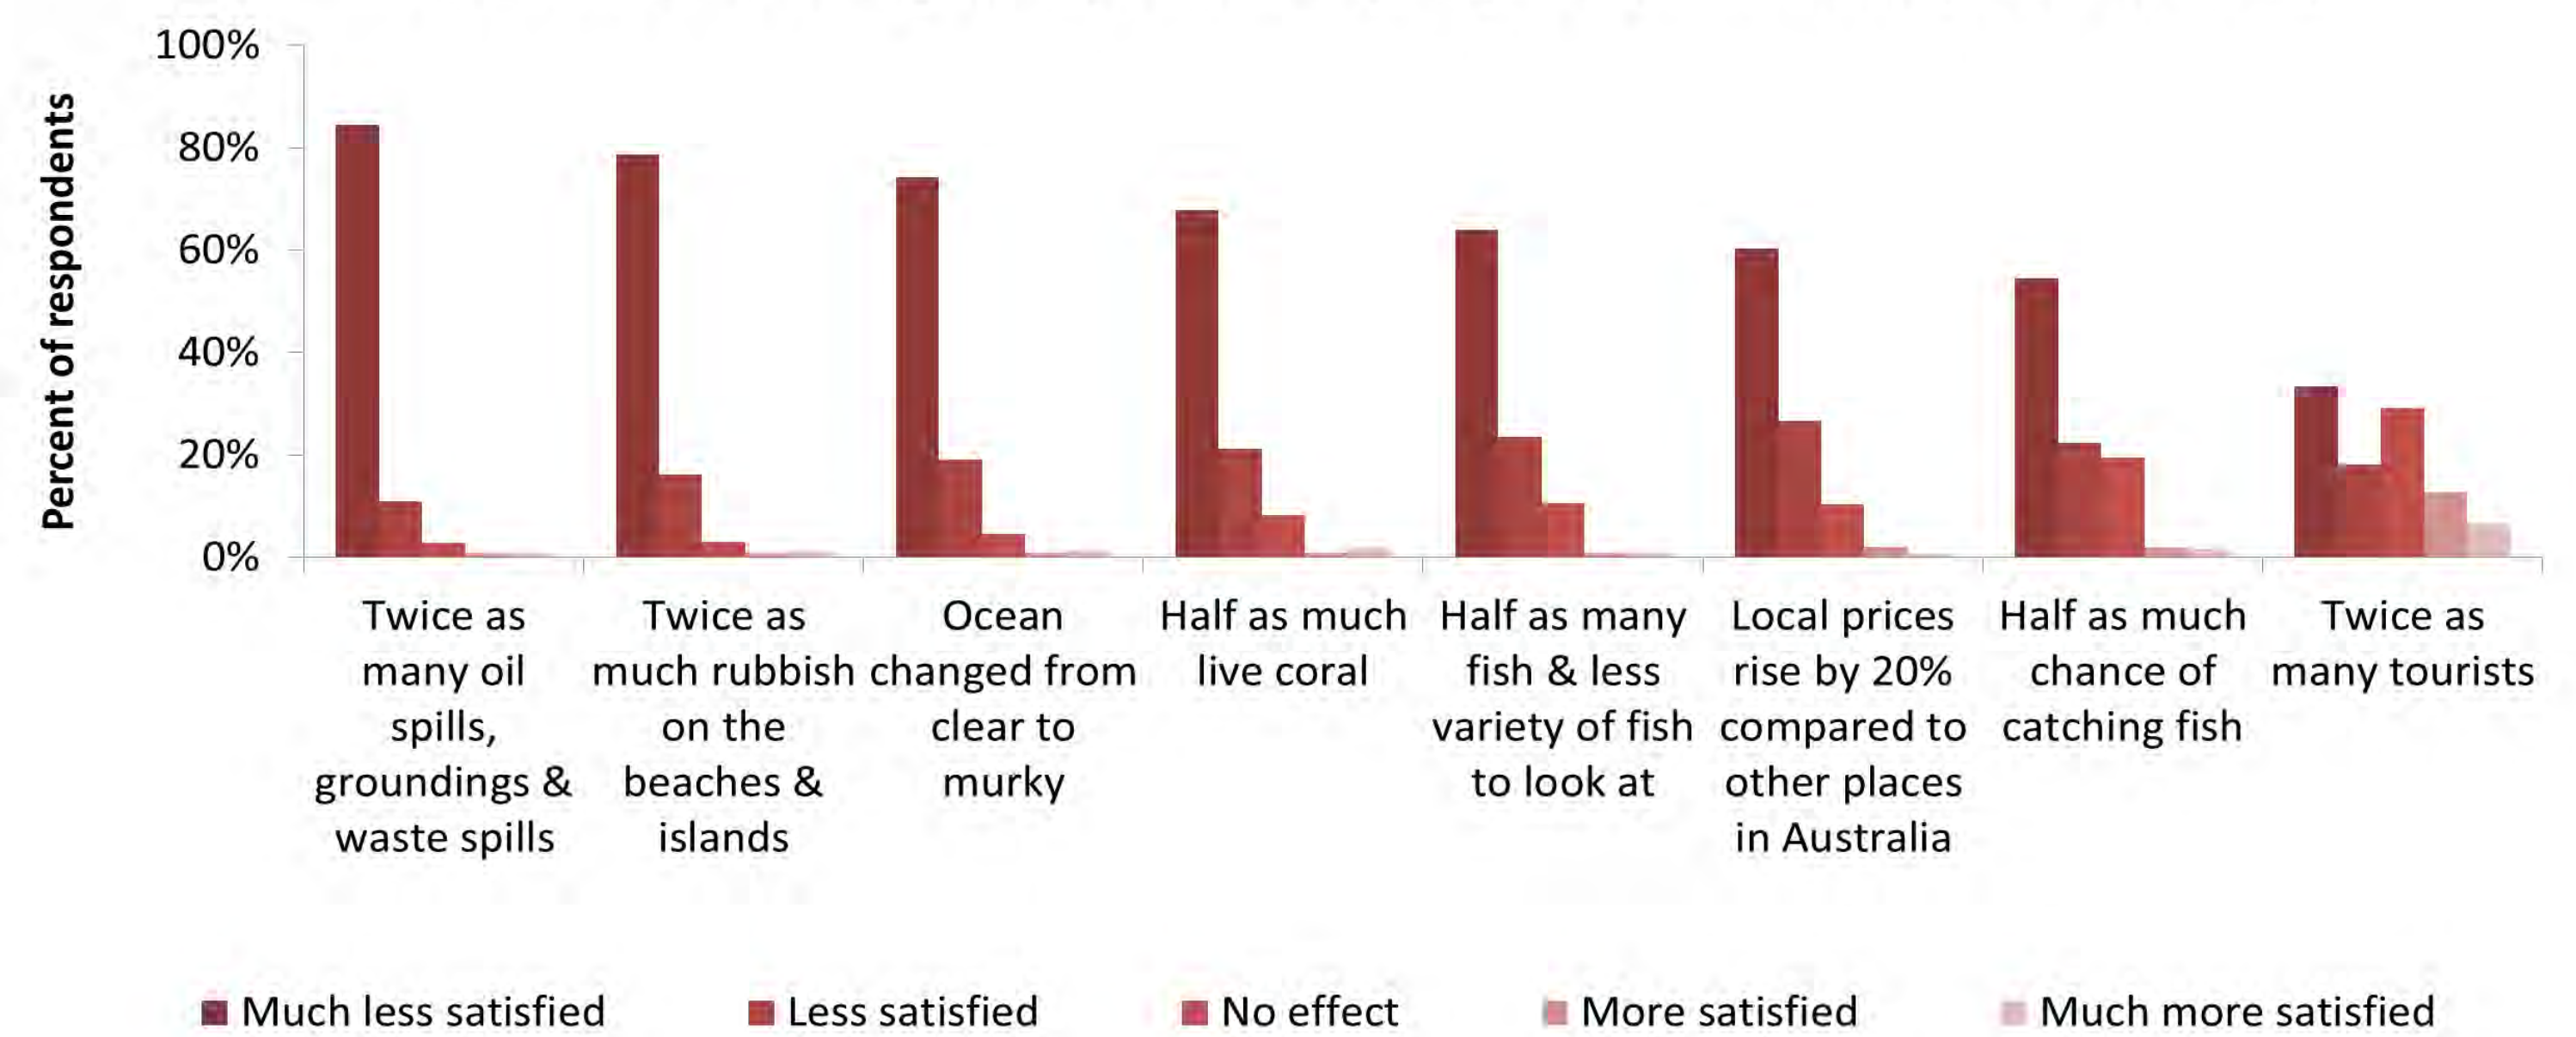 Percent of respondents
100%
80%
60%
40%
20%
0%
Twice as
many oil
spills,
groundings &
waste spills
Twice as
much rubbish
on the
beaches &
islands
Ocean
changed from
clear to
murky
Half as much
live coral
Half as many
fish & less
variety of fish
to look at
Local prices
rise by 20%
compared to
other places
in Australia
Half as much
chance of
catching fish
Twice as
many tourists
Much less satisfied
Less satisfied
No effect
More satisfied
Much more satisfied